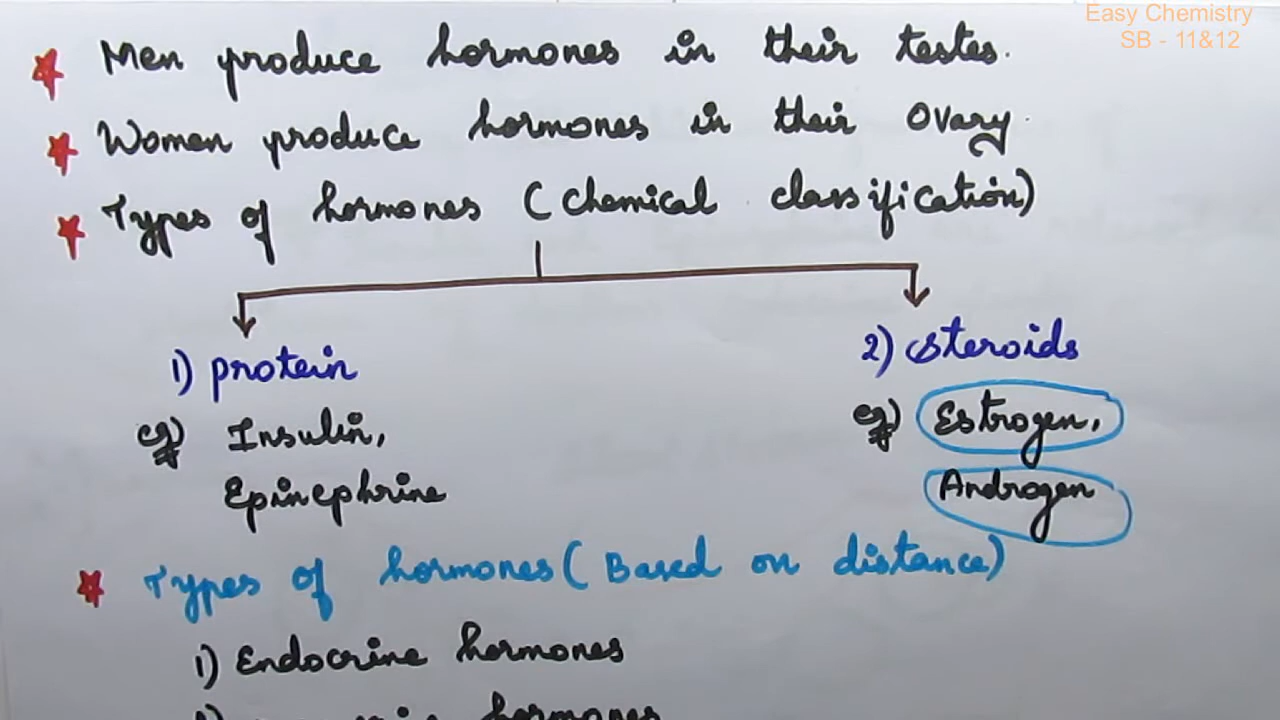 Easy Chemistry
SB - 11&12
Men produce hormones in their testes.
Women produce hormones in their Ovary.
Types of hormones (Chemical classification)
1) protein
2) Steroids
eg) Insulin,
Epinephrine
eg) Estrogen,
Androgen
Types of hormones (Based on distance)
1) Endocrine hormones
hormones